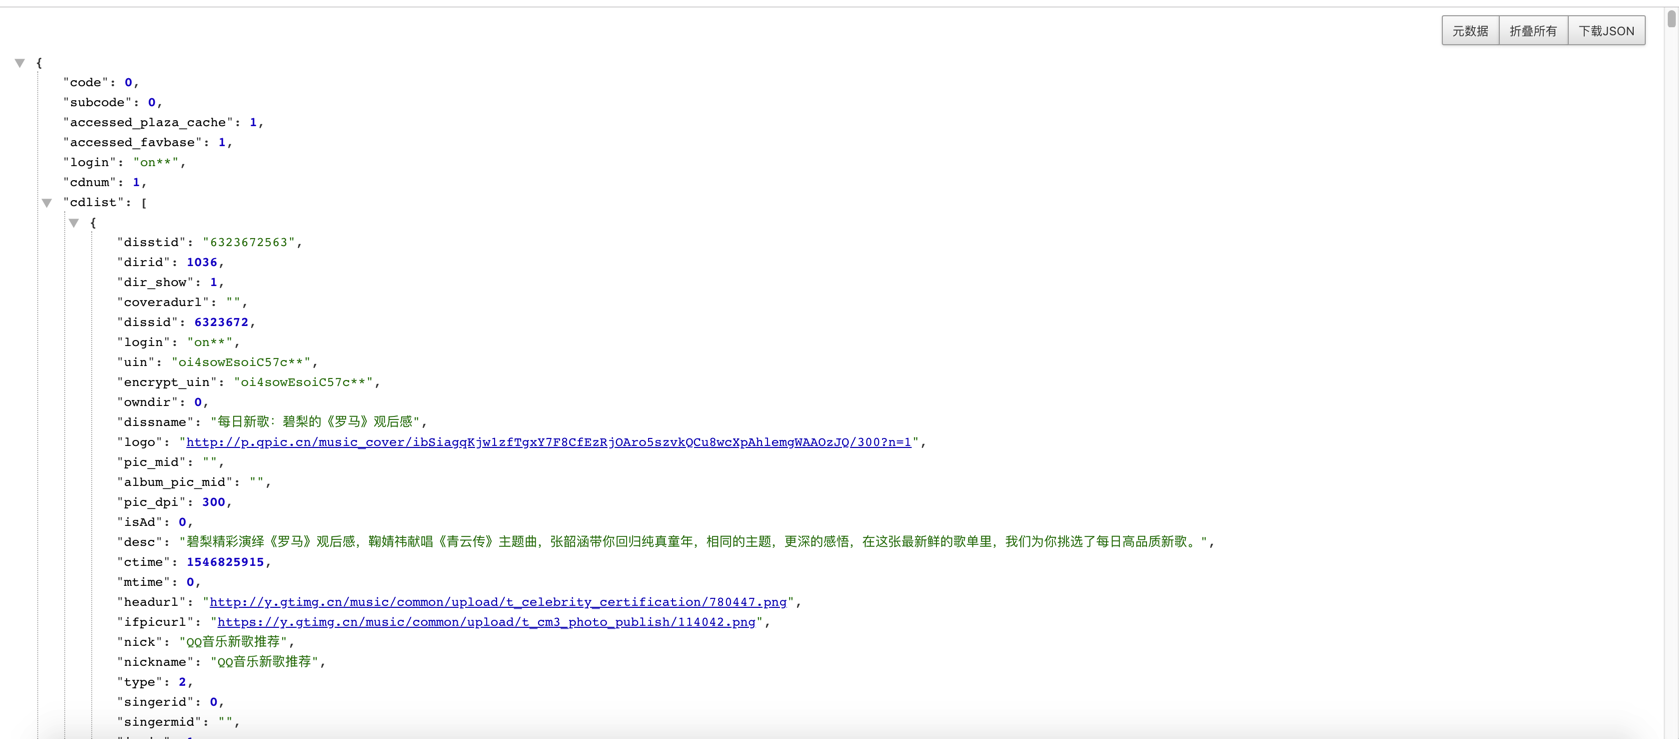 元数据 折叠所有 下载JSON
{
"code": 0,
"subcode": 0,
"accessed_plaza_cache": 1,
"accessed_favbase": 1,
"login": "on**",
"cdnum": 1,
"cdlist": [
{
"disstid": "6323672563",
"dirid": 1036,
"dir_show": 1,
"coveradurl": "",
"dissid": 6323672,
"login": "on**",
"uin": "oi4sowEsoiC57c**",
"encrypt_uin": "oi4sowEsoiC57c**",
"owndir": 0,
"dissname": "每日新歌：碧梨的《罗马》观后感",
"logo": "http://p.qpic.cn/music_cover/ibSiagqKjw1zfTgxY7F8CfEzRjOAro5szvkQCu8wcXpAhlemgWAAOzJQ/300?n=1",
"pic_mid": "",
"album_pic_mid": "",
"pic_dpi": 300,
"isAd": 0,
"desc": "碧梨精彩演绎《罗马》观后感，鞠婧祎献唱《青云传》主题曲，张韶涵带你回归纯真童年，相同的主题，更深的感悟，在这张最新鲜的歌单里，我们为你挑选了每日高品质新歌。",
"ctime": 1546825915,
"mtime": 0,
"headurl": "http://y.gtimg.cn/music/common/upload/t_celebrity_certification/780447.png",
"ifpicurl": "https://y.gtimg.cn/music/common/upload/t_cm3_photo_publish/114042.png",
"nick": "QQ音乐新歌推荐",
"nickname": "QQ音乐新歌推荐",
"type": 2,
"singerid": 0,
"singermid": "",